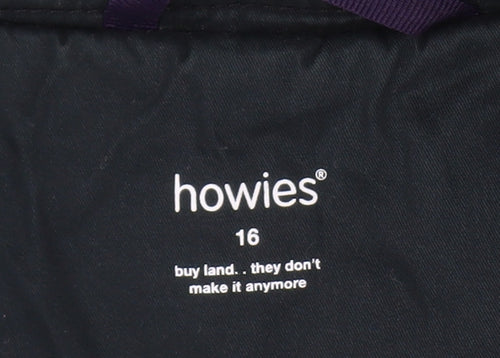 howies®
16
buy land. . they don't
make it anymore